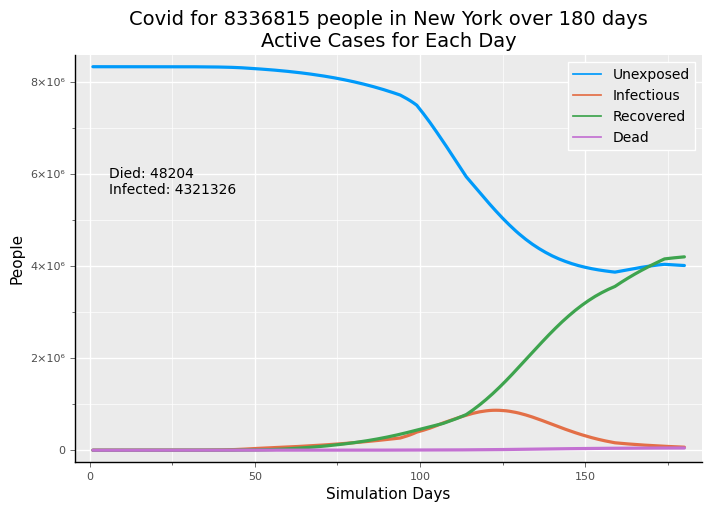 Covid for 8336815 people in New York over 180 days
Active Cases for Each Day
8×10⁶
6×10⁶
4×10⁶
2×10⁶
0
People
Unexposed
Infectious
Recovered
Dead
Died: 48204
Infected: 4321326
0
50
100
150
Simulation Days